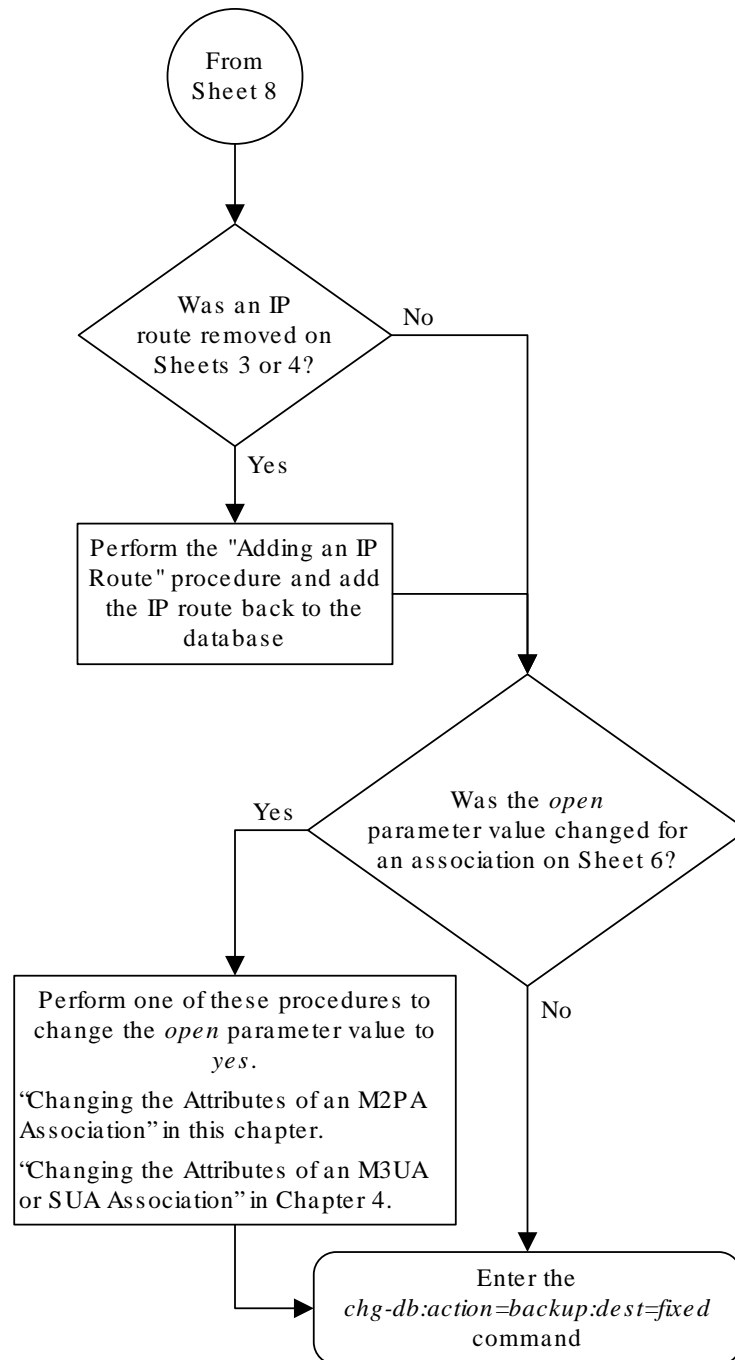 From
Sheet 8
Was an IP
route removed on
Sheets 3 or 4?
No
Yes
Perform the "Adding an IP
Route" procedure and add
the IP route back to the
database
Was the open
parameter value changed for
an association on Sheet 6?
Yes
No
Perform one of these procedures to
change the open parameter value to
yes.
“Changing the Attributes of an M2PA
Association” in this chapter.
“Changing the Attributes of an M3UA
or SUA Association” in Chapter 4.
Enter the
chg-db:action=backup:dest=fixed
command